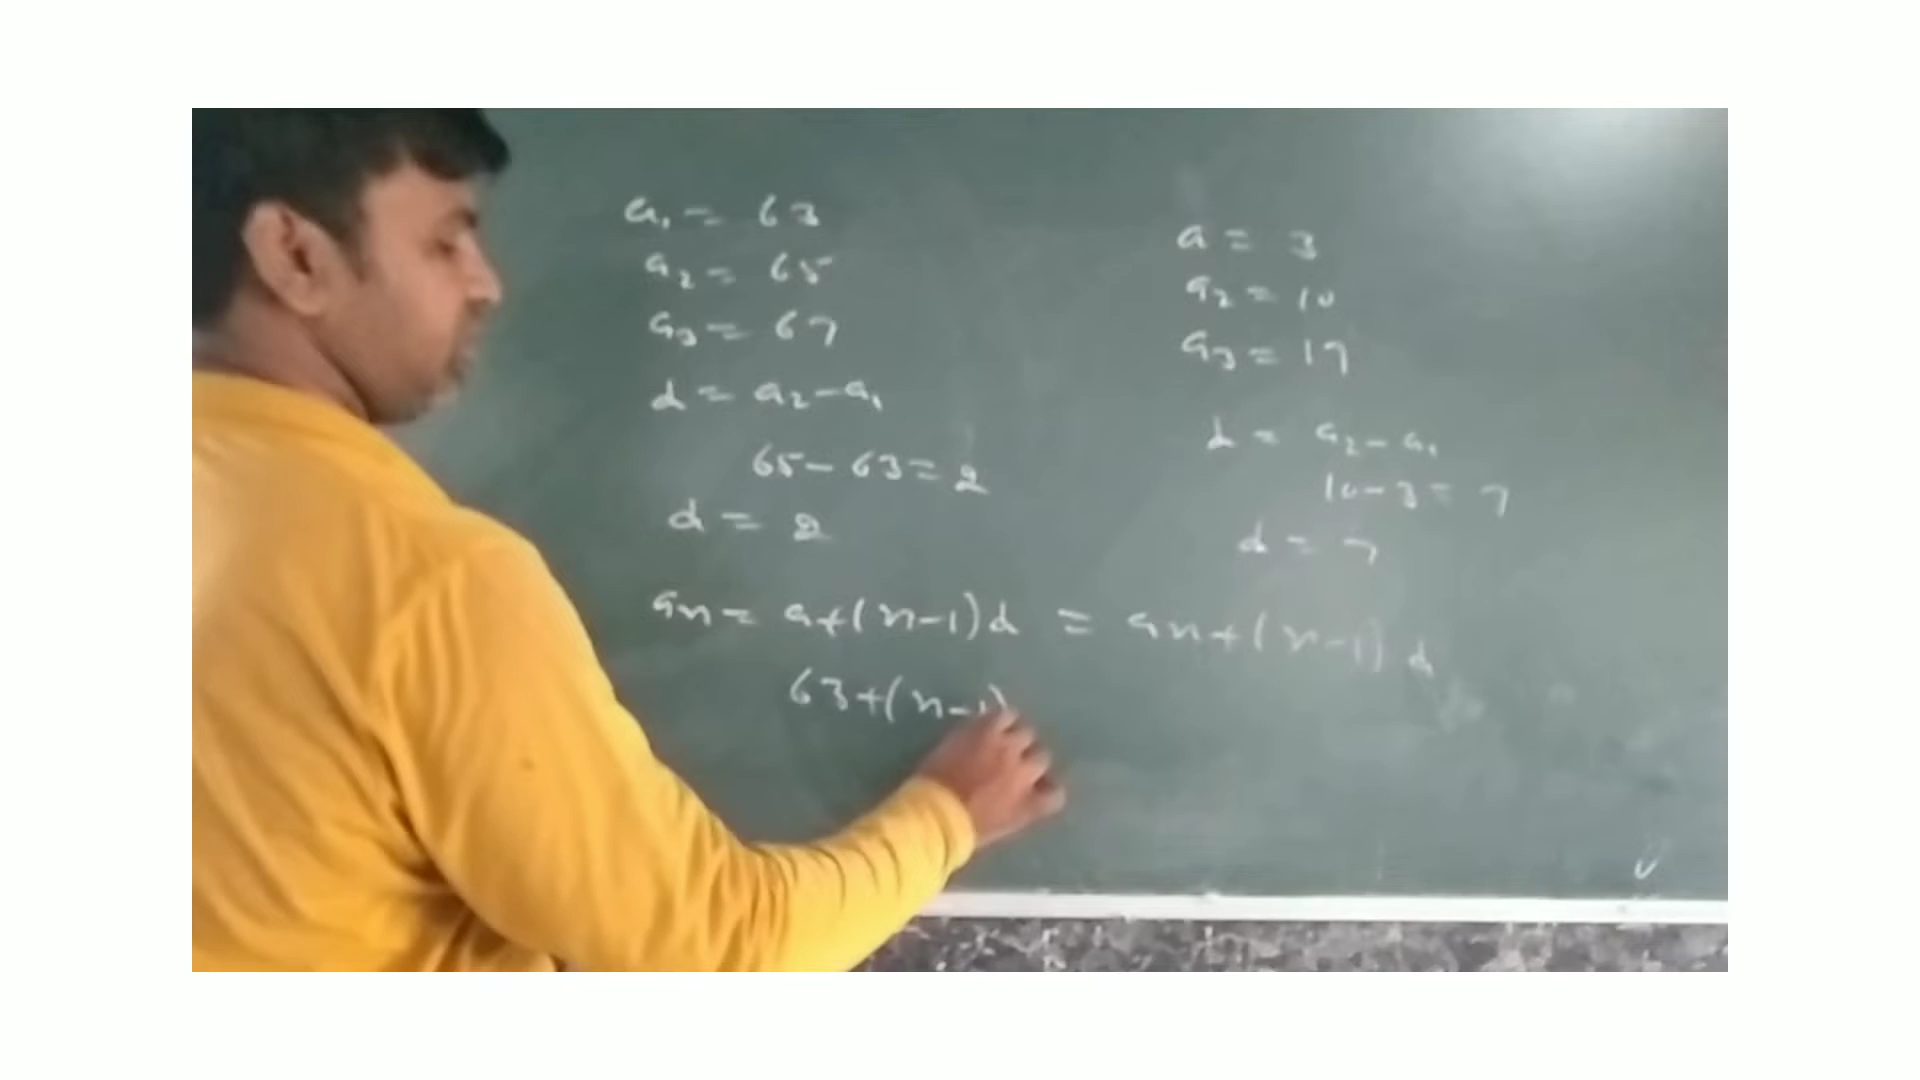 a₁ = 63
a₂ = 65
a₃ = 67
d = a₂-a₁
65-63=2
d = 2
a = 3
a₂ = 10
a₃ = 17
d = a₂-a₁
10-3=7
d = 7
an = a+(n-1)d = an+(n-1)d
63+(n-1)